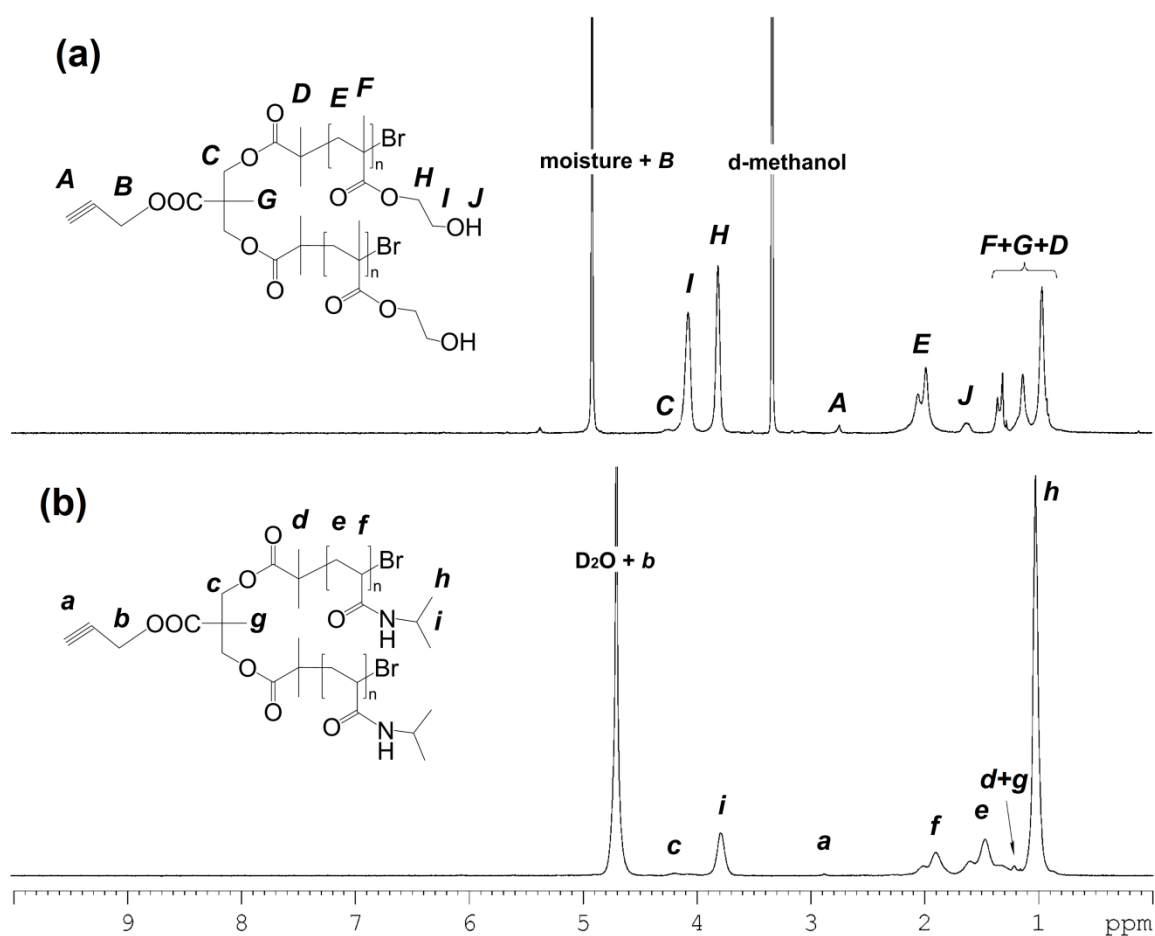 (a)
D
E
F
O
Br
n
C
O
O
O
H
I
J
A
B
OOC
G
OH
O
Br
n
O
O
O
OH
moisture + B
d-methanol
C
I
H
A
E
J
F+G+D
(b)
d
e
f
O
Br
n
c
O
O
N
H
h
i
a
b
OOC
g
O
Br
n
O
O
N
H
D2O + b
c
i
a
f
e
d+g
h
9 8 7 6 5 4 3 2 1 ppm